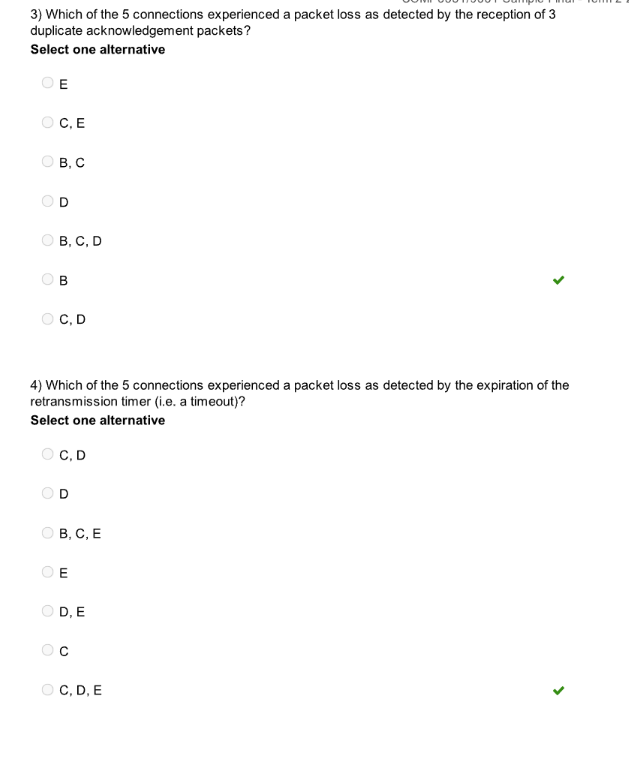 3) Which of the 5 connections experienced a packet loss as detected by the reception of 3
duplicate acknowledgement packets?
Select one alternative
E
C, E
B, C
D
B, C, D
B
C, D
4) Which of the 5 connections experienced a packet loss as detected by the expiration of the
retransmission timer (i.e. a timeout)?
Select one alternative
C, D
D
B, C, E
E
D, E
C
C, D, E